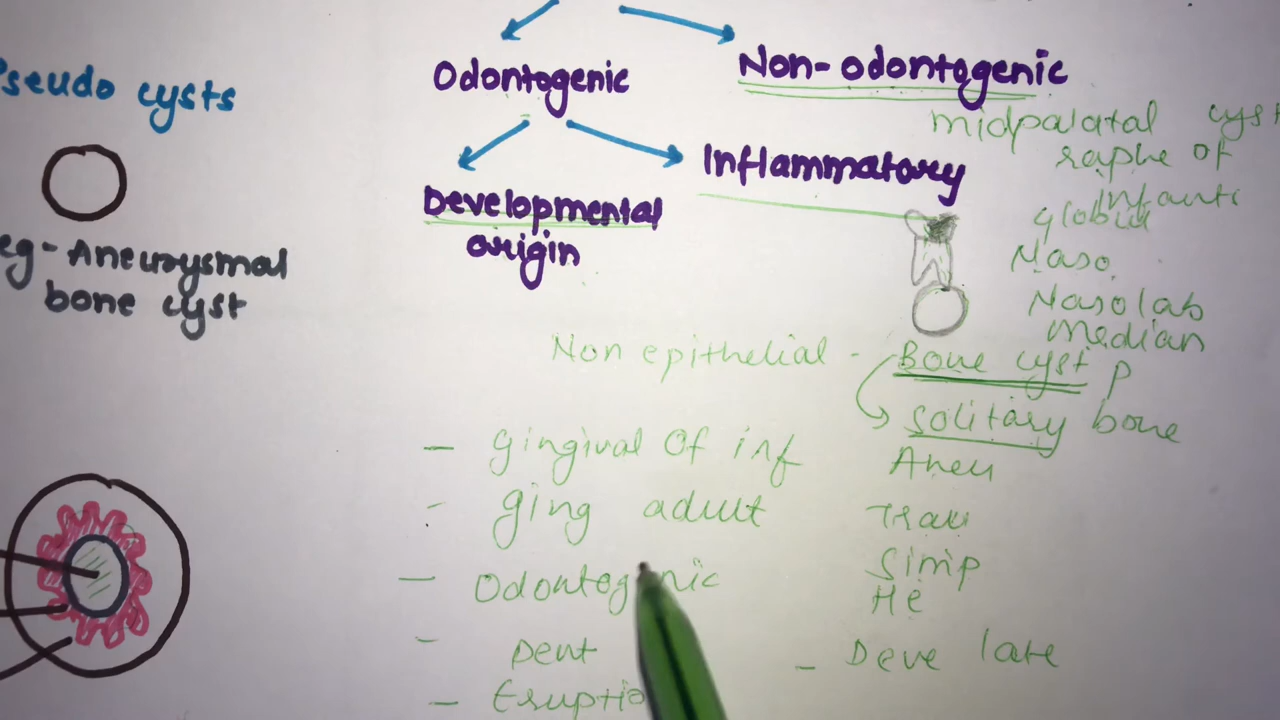 Pseudo cysts
eg-Aneurysmal
bone cyst
Odontogenic
Non-odontogenic
Developmental
origin
Inflammatory
midpalatal cyst
raphe of
Infanti
globul
Naso
Nasolab
median
p
Non epithelial - Bone cyst
solitary bone
Aneu
Trau
Simp
He
- Deve late
- gingival Of inf
- ging adult
- Odontogenic
- Dent
- Eruptio